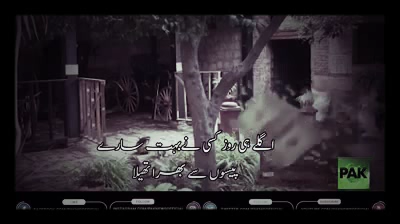 اگلے ہی روز کسی نے بہت سارے
پیسوں سے بھرا تھیلا
PAK